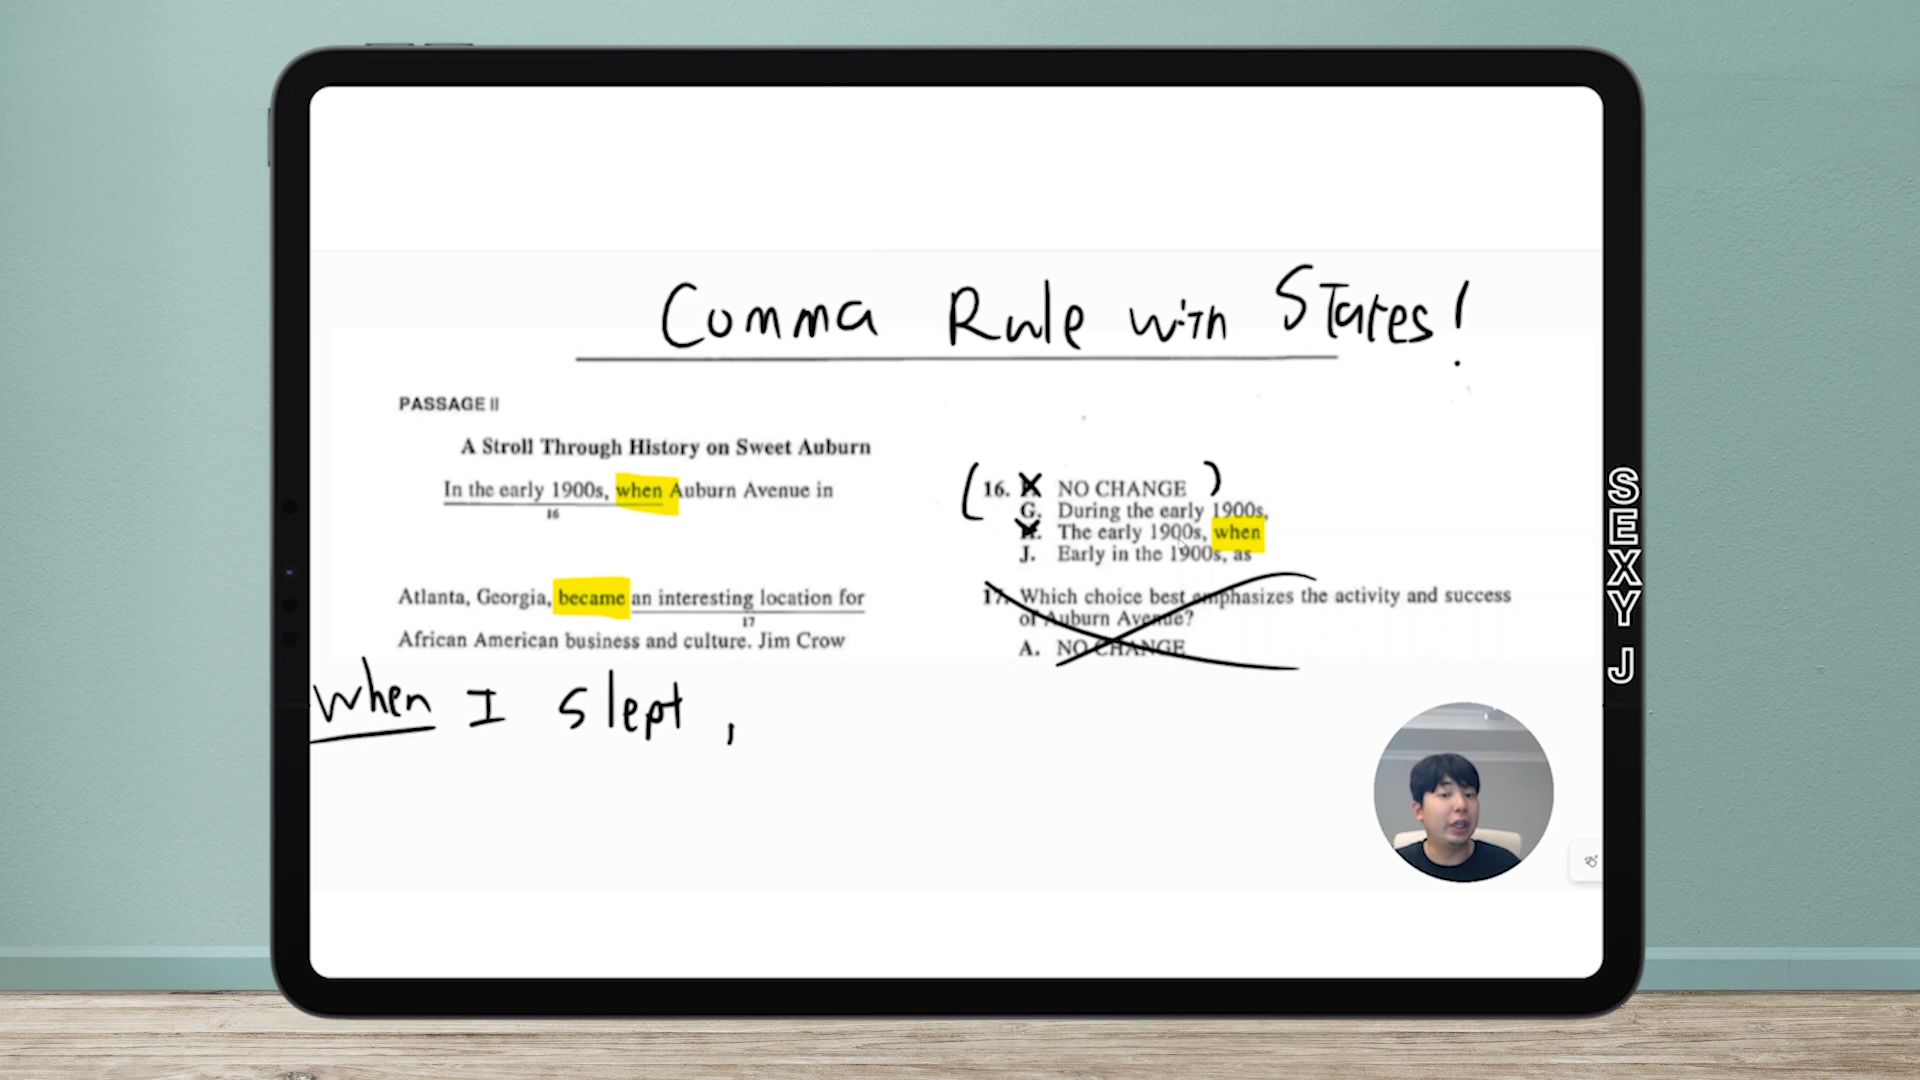 Comma Rule with States!
PASSAGE II
A Stroll Through History on Sweet Auburn
In the early 1900s, when Auburn Avenue in
16
Atlanta, Georgia, became an interesting location for
17
African American business and culture. Jim Crow
when I slept,
( 16. NO CHANGE )
G. During the early 1900s,
H. The early 1900s, when
J. Early in the 1900s, as
17. Which choice best emphasizes the activity and success
of Auburn Avenue?
A. NO CHANGE
SEXY J